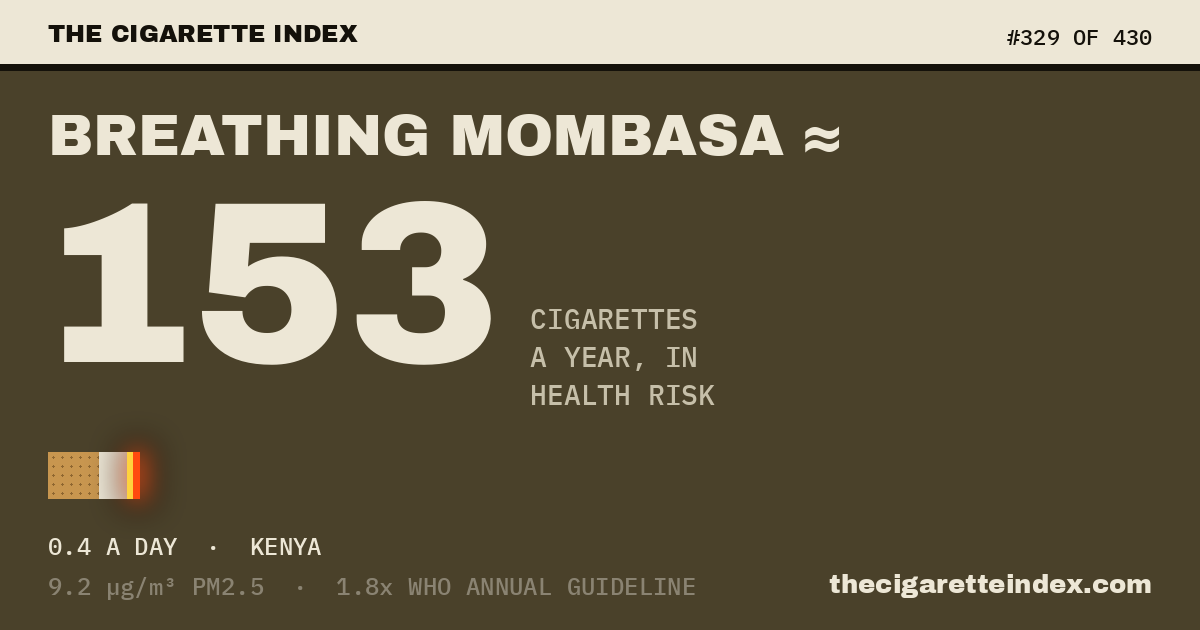 THE CIGARETTE INDEX
#329 OF 430
BREATHING MOMBASA ≈
153
CIGARETTES
A YEAR, IN
HEALTH RISK
0.4 A DAY · KENYA
9.2 µg/m³ PM2.5 · 1.8x WHO ANNUAL GUIDELINE
thecigaretteindex.com